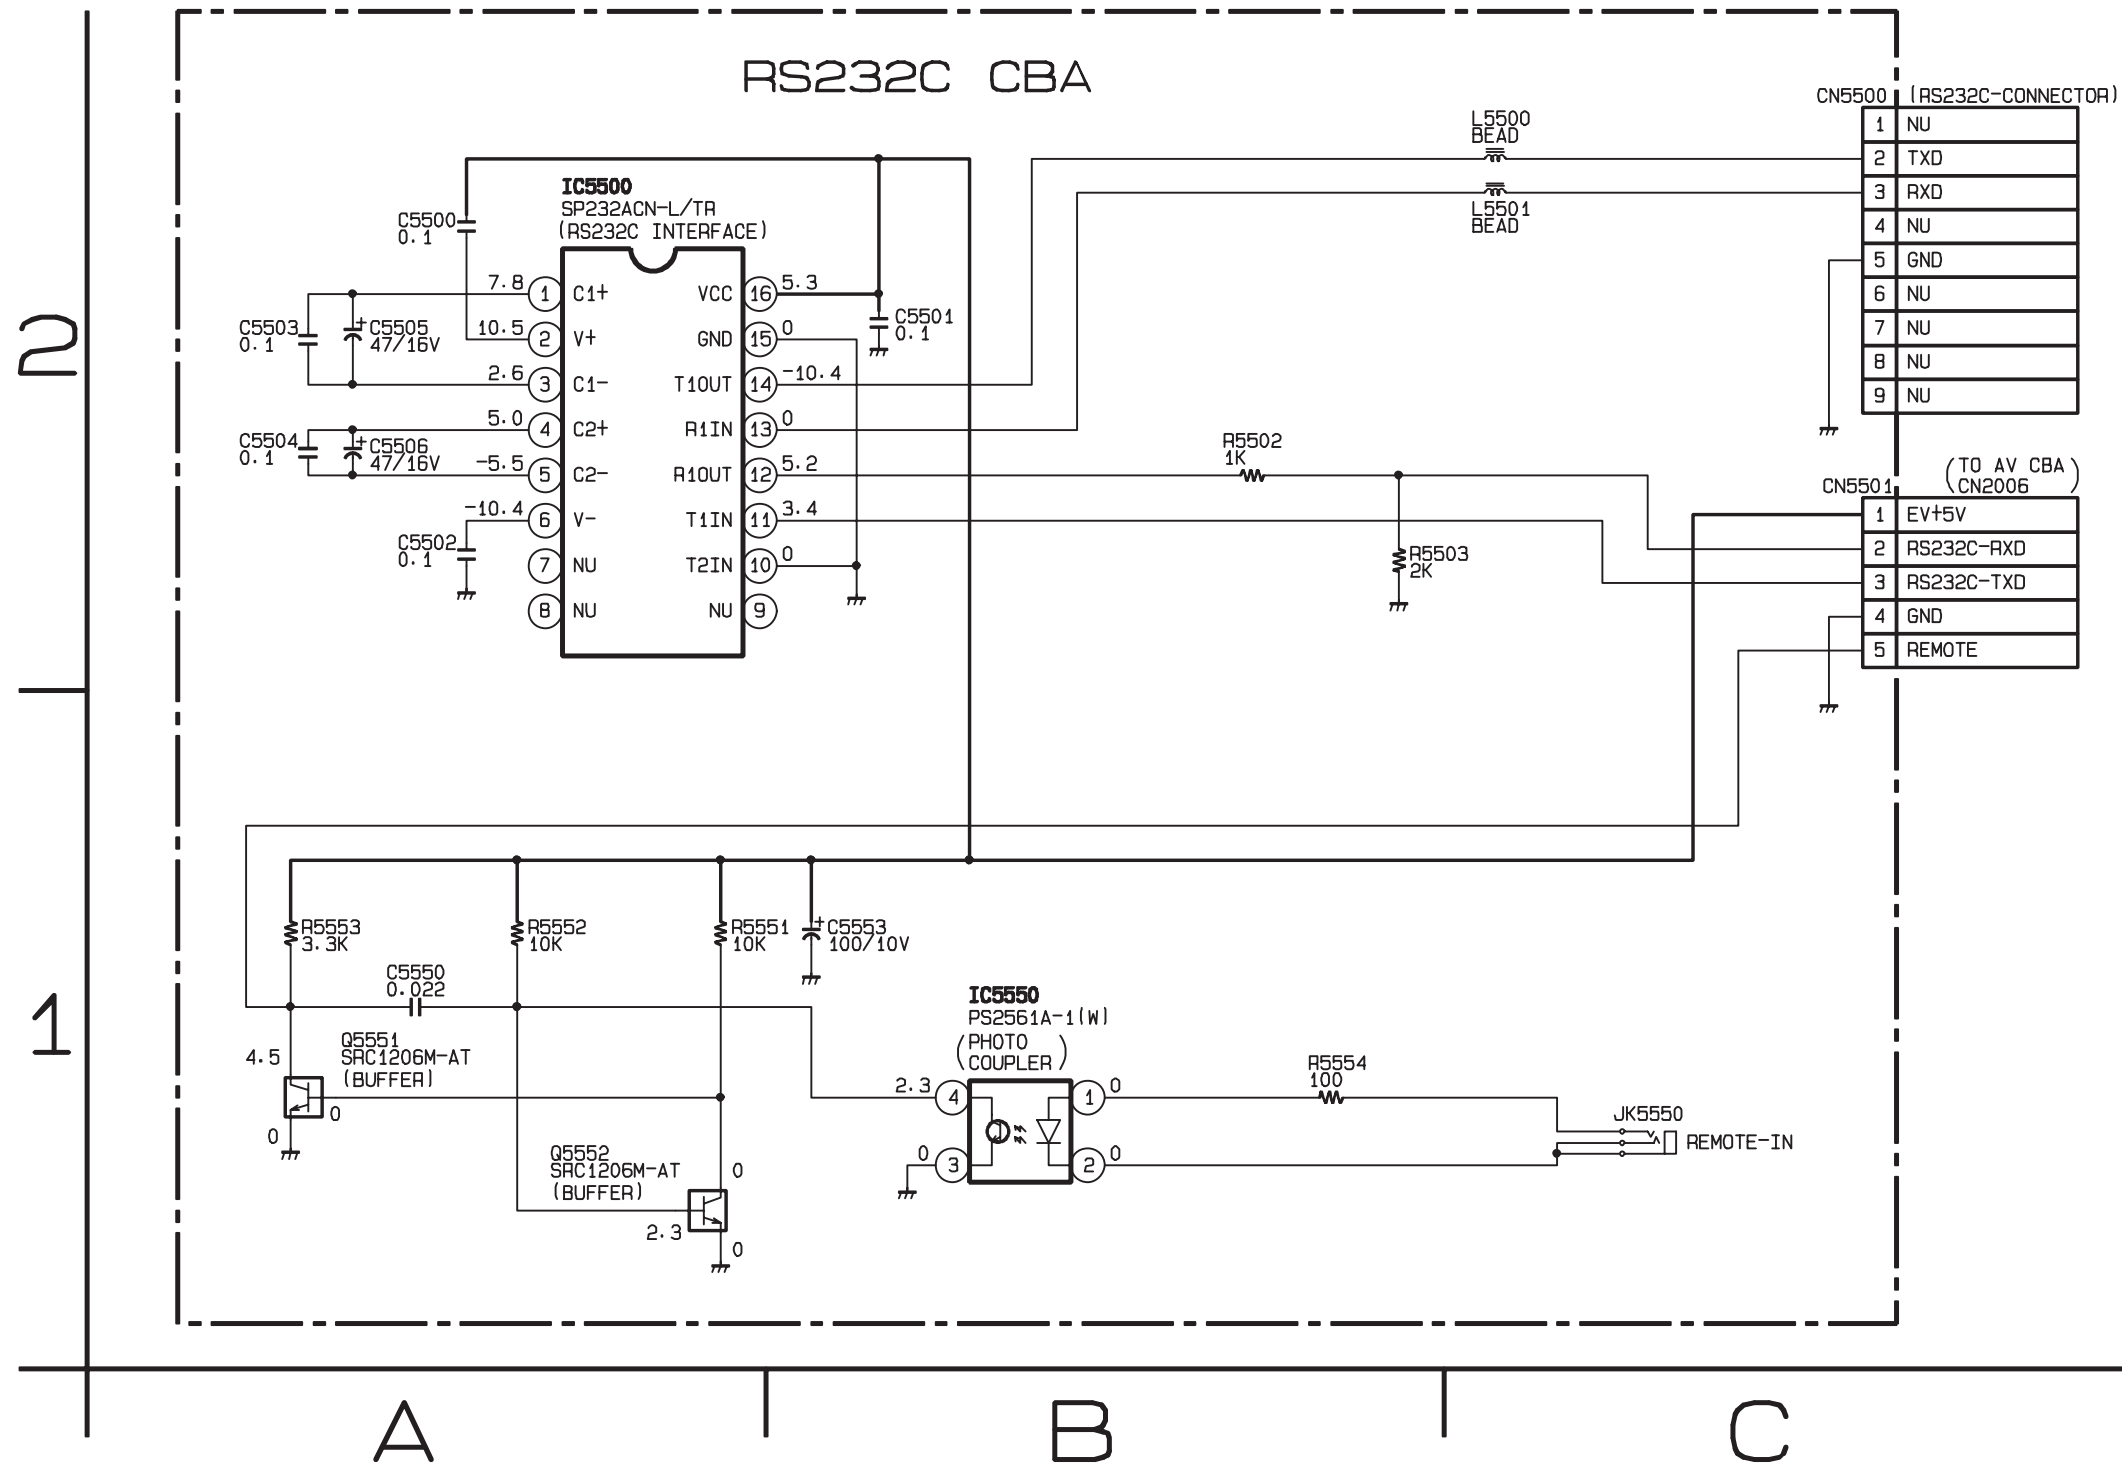 RS232C CBA
CN5500 (RS232C-CONNECTOR)
1 NU
2 TXD
3 RXD
4 NU
5 GND
6 NU
7 NU
8 NU
9 NU
L5500
BEAD
L5501
BEAD
IC5500
SP232ACN-L/TR
(RS232C INTERFACE)
C5500
0.1
7.8 1 C1+
10.5 2 V+
2.6 3 C1-
5.0 4 C2+
-5.5 5 C2-
-10.4 6 V-
7 NU
8 NU
VCC 16 5.3
GND 15 0
T1OUT 14 -10.4
R1IN 13 0
R1OUT 12 5.2
T1IN 11 3.4
T2IN 10 0
NU 9
C5503
0.1
C5505
47/16V
C5504
0.1
C5506
47/16V
C5502
0.1
C5501
0.1
R5502
1K
R5503
2K
CN5501
(TO AV CBA)
(CN2006)
1 EV+5V
2 RS232C-RXD
3 RS232C-TXD
4 GND
5 REMOTE
2
1
R5553
3.3K
R5552
10K
R5551
10K
C5553
100/10V
C5550
0.022
Q5551
SRC1206M-AT
(BUFFER)
4.5
0
0
Q5552
SRC1206M-AT
(BUFFER)
0
2.3
0
IC5550
PS2561A-1(W)
(PHOTO
COUPLER)
2.3 4
0 3
1 0
2 0
R5554
100
JK5550
REMOTE-IN
A
B
C